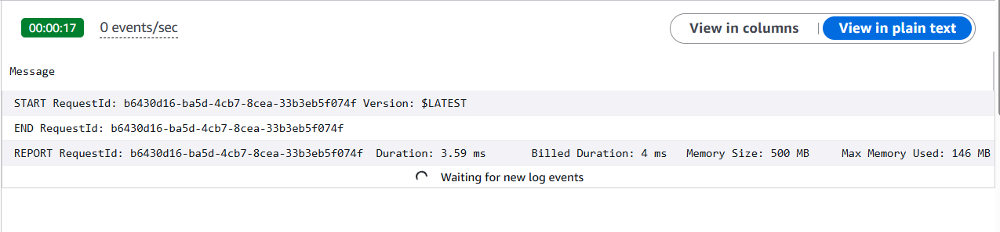 00:00:17 0 events/sec View in columns View in plain text
Message
START RequestId: b6430d16-ba5d-4cb7-8cea-33b3eb5f074f Version: $LATEST
END RequestId: b6430d16-ba5d-4cb7-8cea-33b3eb5f074f
REPORT RequestId: b6430d16-ba5d-4cb7-8cea-33b3eb5f074f Duration: 3.59 ms Billed Duration: 4 ms Memory Size: 500 MB Max Memory Used: 146 MB
Waiting for new log events